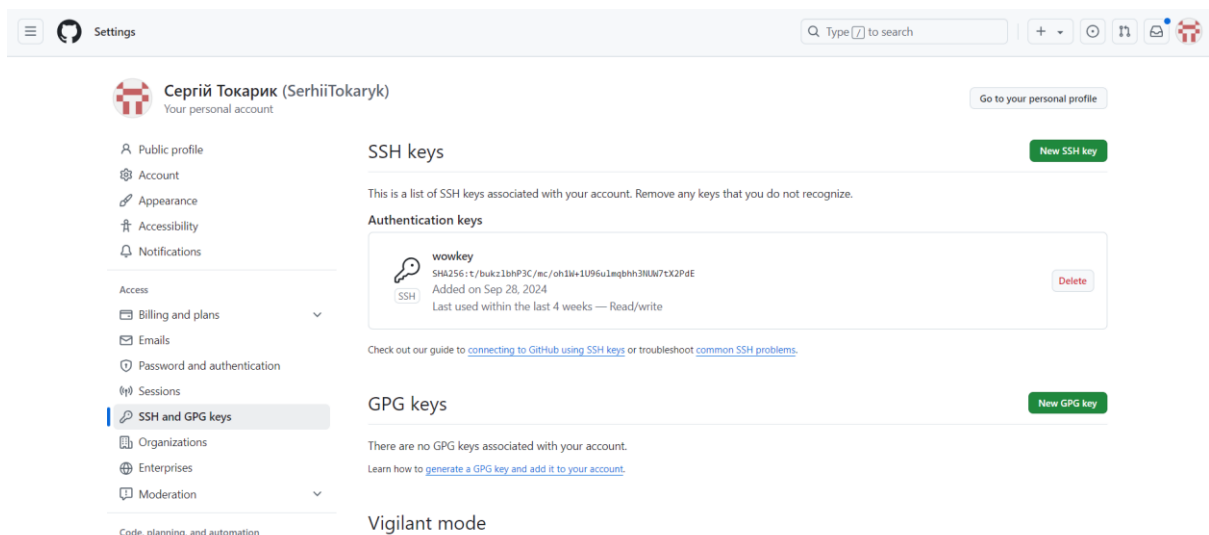 Settings
Type / to search
Сергій Токарик (SerhiiTokaryk)
Your personal account
Go to your personal profile
Public profile
Account
Appearance
Accessibility
Notifications
Access
Billing and plans
Emails
Password and authentication
Sessions
SSH and GPG keys
Organizations
Enterprises
Moderation
Code, planning, and automation
SSH keys
New SSH key
This is a list of SSH keys associated with your account. Remove any keys that you do not recognize.
Authentication keys
wowkey
SHA256:t/bukzlbhP3C/mc/oh1W+1U96ulmqbhh3NUW7tX2PdE
SSH
Added on Sep 28, 2024
Last used within the last 4 weeks — Read/write
Delete
Check out our guide to connecting to GitHub using SSH keys or troubleshoot common SSH problems.
GPG keys
New GPG key
There are no GPG keys associated with your account.
Learn how to generate a GPG key and add it to your account.
Vigilant mode